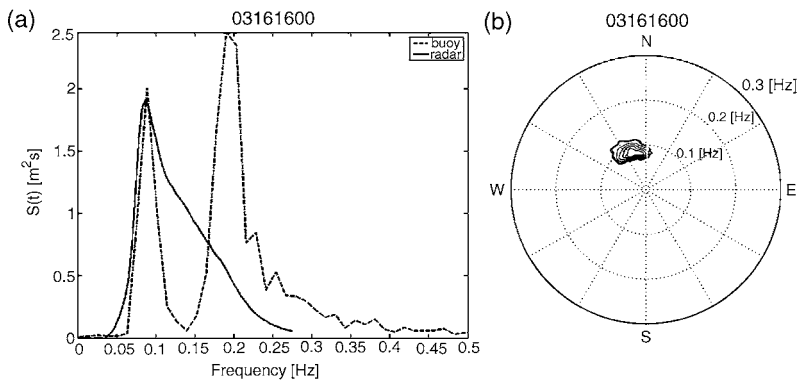 (a)
03161600
buoy
radar
2.5
2
1.5
1
0.5
0
S(t) [m²s]
0 0.05 0.1 0.15 0.2 0.25 0.3 0.35 0.4 0.45 0.5
Frequency [Hz]
(b)
03161600
N
0.3 [Hz]
0.2 [Hz]
0.1 [Hz]
W
E
S